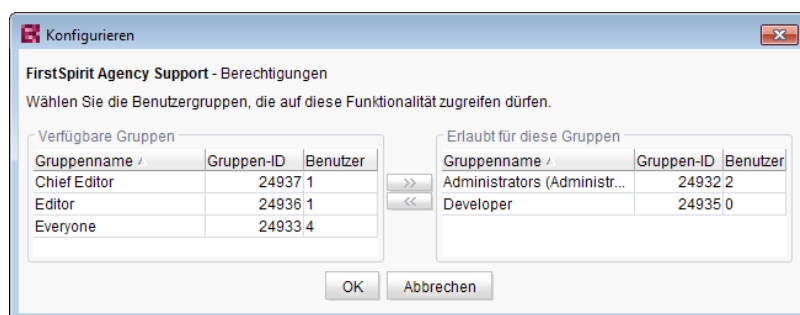 Konfigurieren
FirstSpirit Agency Support - Berechtigungen
Wählen Sie die Benutzergruppen, die auf diese Funktionalität zugreifen dürfen.
Verfügbare Gruppen
Gruppenname Gruppen-ID Benutzer
Chief Editor 24937 1
Editor 24936 1
Everyone 24933 4
>>
<<
Erlaubt für diese Gruppen
Gruppenname Gruppen-ID Benutzer
Administrators (Administr... 24932 2
Developer 24935 0
OK Abbrechen